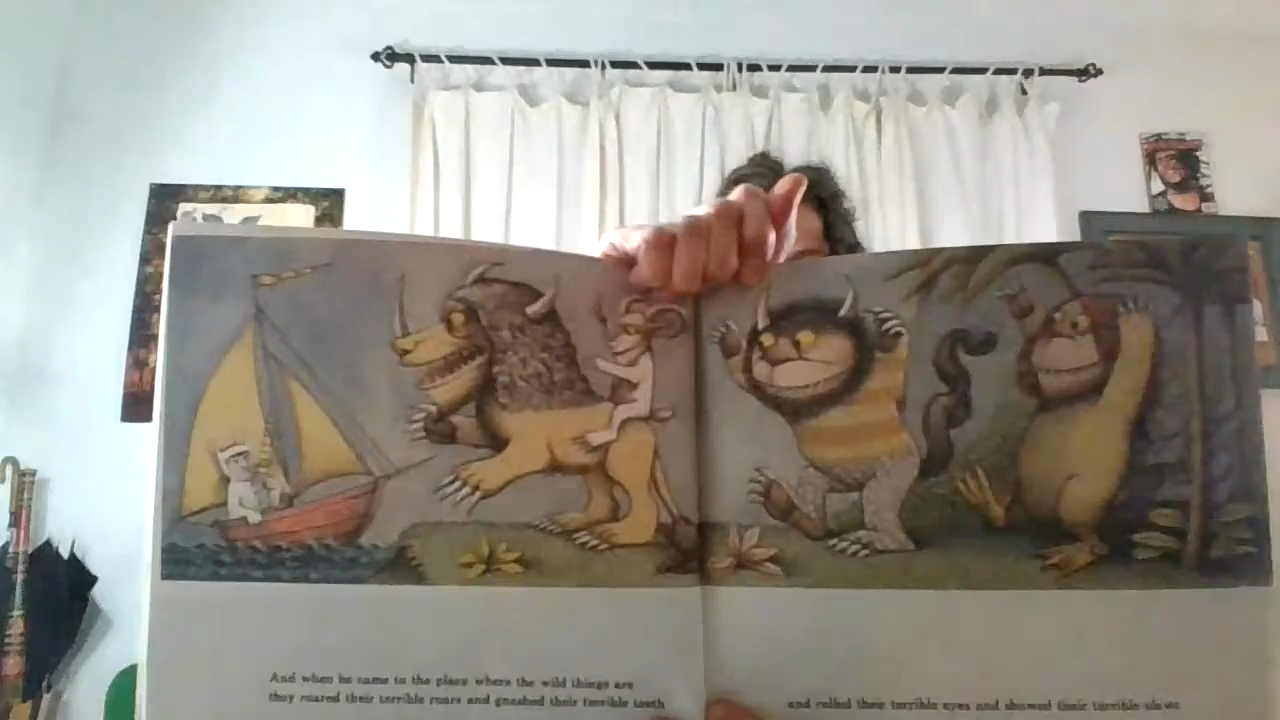 And when he came to the place where the wild things are
they roared their terrible roars and gnashed their terrible teeth
and rolled their terrible eyes and showed their terrible claws